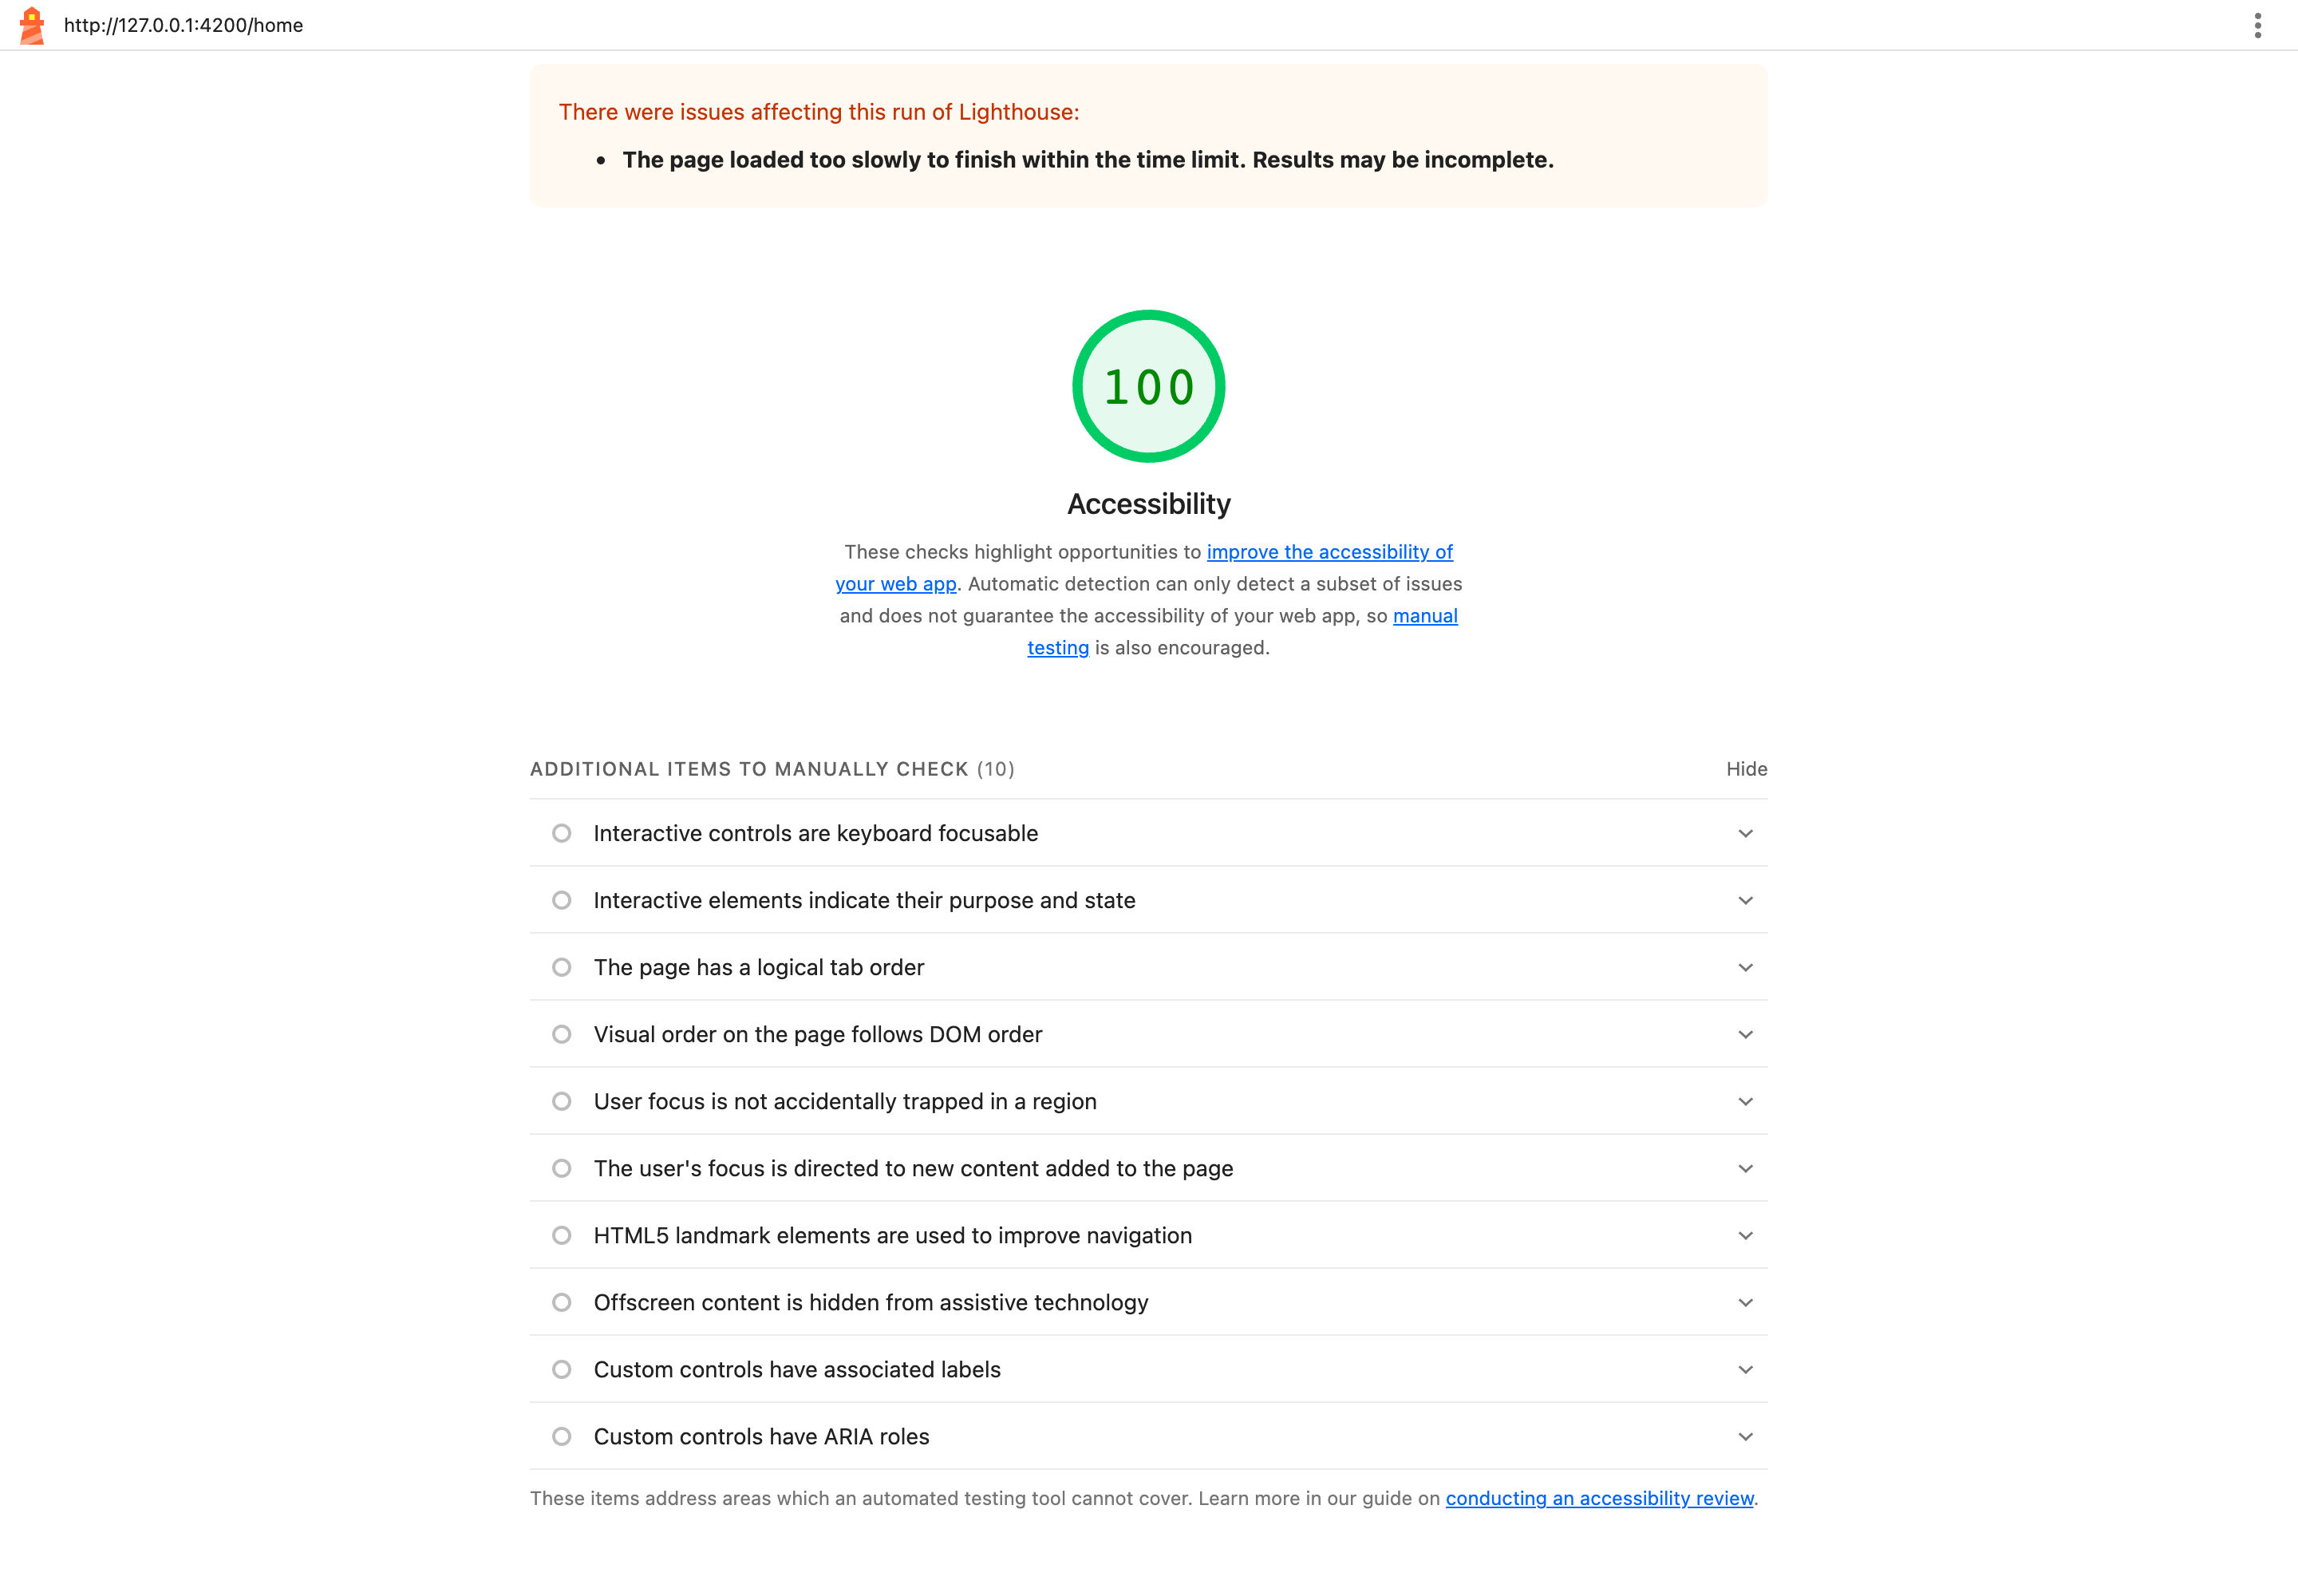 http://127.0.0.1:4200/home
There were issues affecting this run of Lighthouse:
The page loaded too slowly to finish within the time limit. Results may be incomplete.
100
Accessibility
These checks highlight opportunities to improve the accessibility of
your web app. Automatic detection can only detect a subset of issues
and does not guarantee the accessibility of your web app, so manual
testing is also encouraged.
ADDITIONAL ITEMS TO MANUALLY CHECK (10) Hide
Interactive controls are keyboard focusable
Interactive elements indicate their purpose and state
The page has a logical tab order
Visual order on the page follows DOM order
User focus is not accidentally trapped in a region
The user's focus is directed to new content added to the page
HTML5 landmark elements are used to improve navigation
Offscreen content is hidden from assistive technology
Custom controls have associated labels
Custom controls have ARIA roles
These items address areas which an automated testing tool cannot cover. Learn more in our guide on conducting an accessibility review.